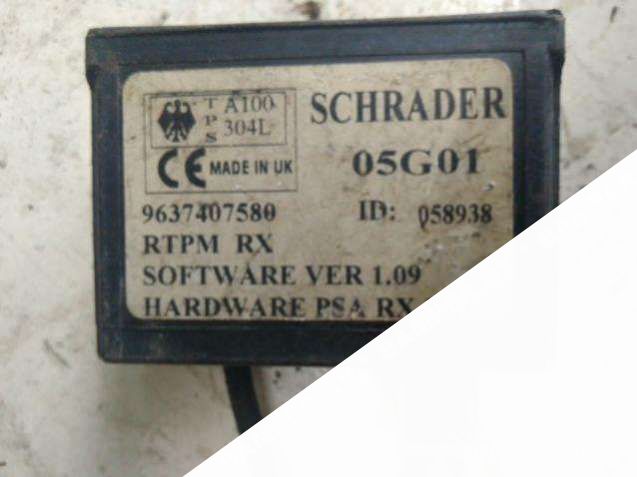 TPS A100 304L
SCHRADER
CE MADE IN UK
05G01
9637407580 ID: 058938
RTPM RX
SOFTWARE VER 1.09
HARDWARE PSA RX